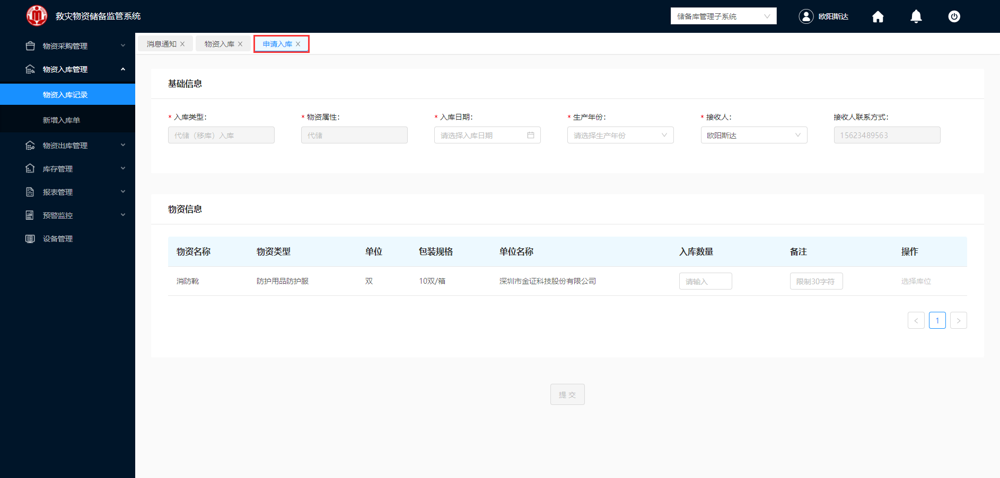 救灾物资储备监管系统
储备库管理子系统
欧阳斯达
物资采购管理
物资入库管理
物资入库记录
新增入库单
物资出库管理
库存管理
报表管理
预警监控
设备管理
消息通知 X
物资入库 X
申请入库 X
基础信息
* 入库类型: * 物资属性: * 入库日期: * 生产年份: * 接收人: 接收人联系方式:
代储（移库）入库 代储 请选择入库日期 请选择生产年份 欧阳斯达 15623489563
物资信息
物资名称 物资类型 单位 包装规格 单位名称 入库数量 备注 操作
消防靴 防护用品防护服 双 10双/箱 深圳市金证科技股份有限公司 请输入 限制30字符 选择库位
< 1 >
提 交